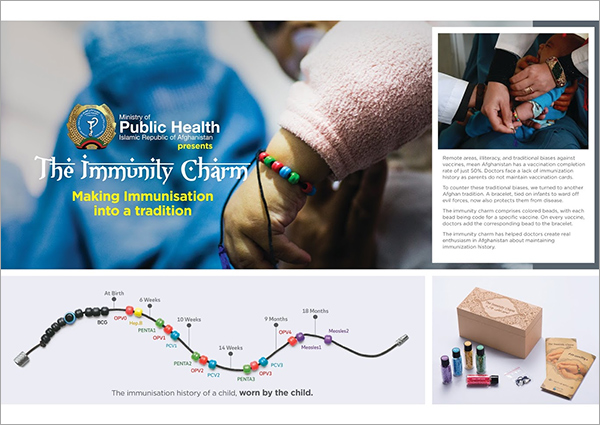 Ministry of
Public Health
Islamic Republic of Afghanistan
presents
The Immunity Charm
Making Immunisation
into a tradition
Remote areas, illiteracy, and traditional biases against
vaccines, mean Afghanistan has a vaccination completion
rate of just 50%. Doctors face a lack of immunization
history as parents do not maintain vaccination cards.
To counter these traditional biases, we turned to another
Afghan tradition. A bracelet, tied on infants to ward off
evil forces, now also protects them from disease.
The immunity charm comprises colored beads, with each
bead being code for a specific vaccine. On every vaccine,
doctors add the corresponding bead to the bracelet.
The immunity charm has helped doctors create real
enthusiasm in Afghanistan about maintaining
immunization history.
At Birth
6 Weeks
10 Weeks
14 Weeks
9 Months
18 Months
BCG
OPV0
Hep.B
PENTA1
OPV1
PCV1
PENTA2
OPV2
PCV2
PENTA3
OPV3
PCV3
OPV4
Measles1
Measles2
The immunisation history of a child, worn by the child.